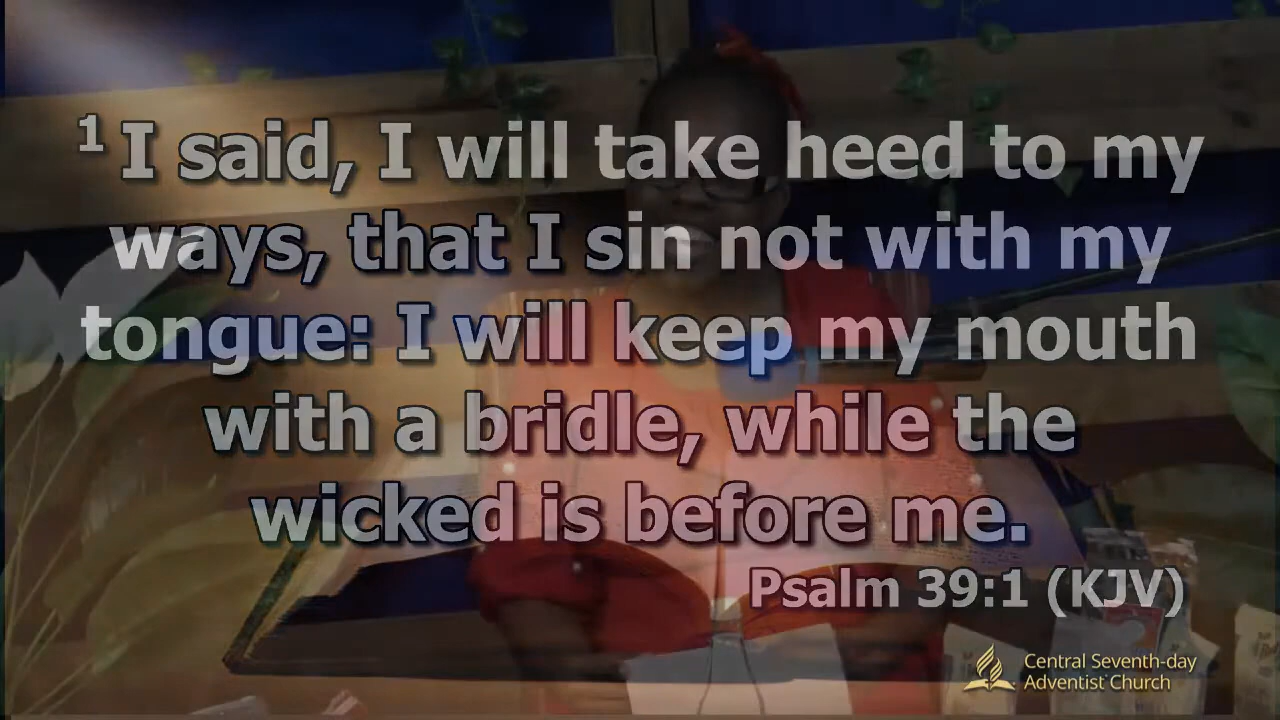 1 I said, I will take heed to my
ways, that I sin not with my
tongue: I will keep my mouth
with a bridle, while the
wicked is before me.
Psalm 39:1 (KJV)
Central Seventh-day
Adventist Church